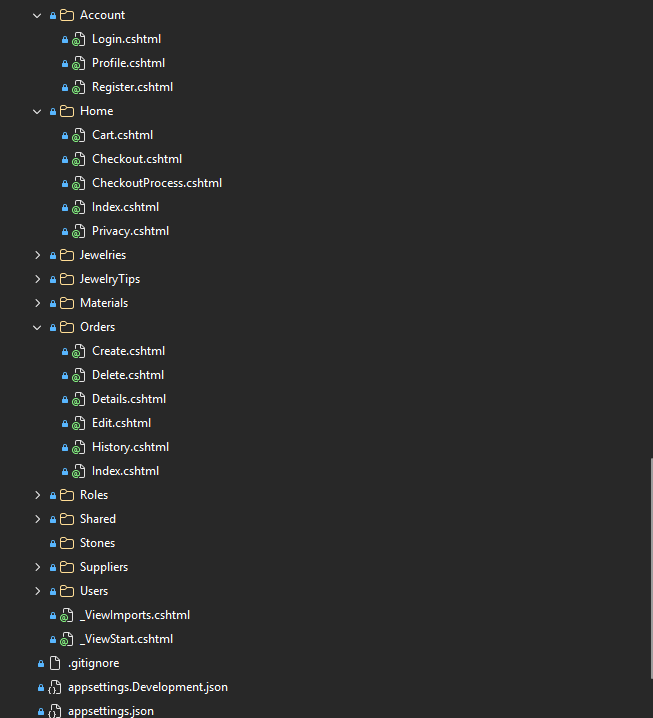 Account
Login.cshtml
Profile.cshtml
Register.cshtml
Home
Cart.cshtml
Checkout.cshtml
CheckoutProcess.cshtml
Index.cshtml
Privacy.cshtml
Jewelries
JewelryTips
Materials
Orders
Create.cshtml
Delete.cshtml
Details.cshtml
Edit.cshtml
History.cshtml
Index.cshtml
Roles
Shared
Stones
Suppliers
Users
_ViewImports.cshtml
_ViewStart.cshtml
.gitignore
appsettings.Development.json
appsettings.json